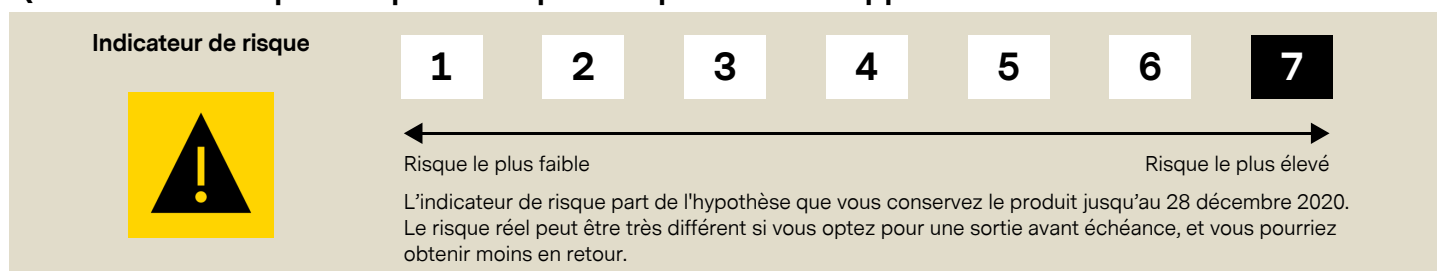 Indicateur de risque
1 2 3 4 5 6 7
Risque le plus faible Risque le plus élevé
L’indicateur de risque part de l'hypothèse que vous conservez le produit jusqu’au 28 décembre 2020.
Le risque réel peut être très différent si vous optez pour une sortie avant échéance, et vous pourriez
obtenir moins en retour.